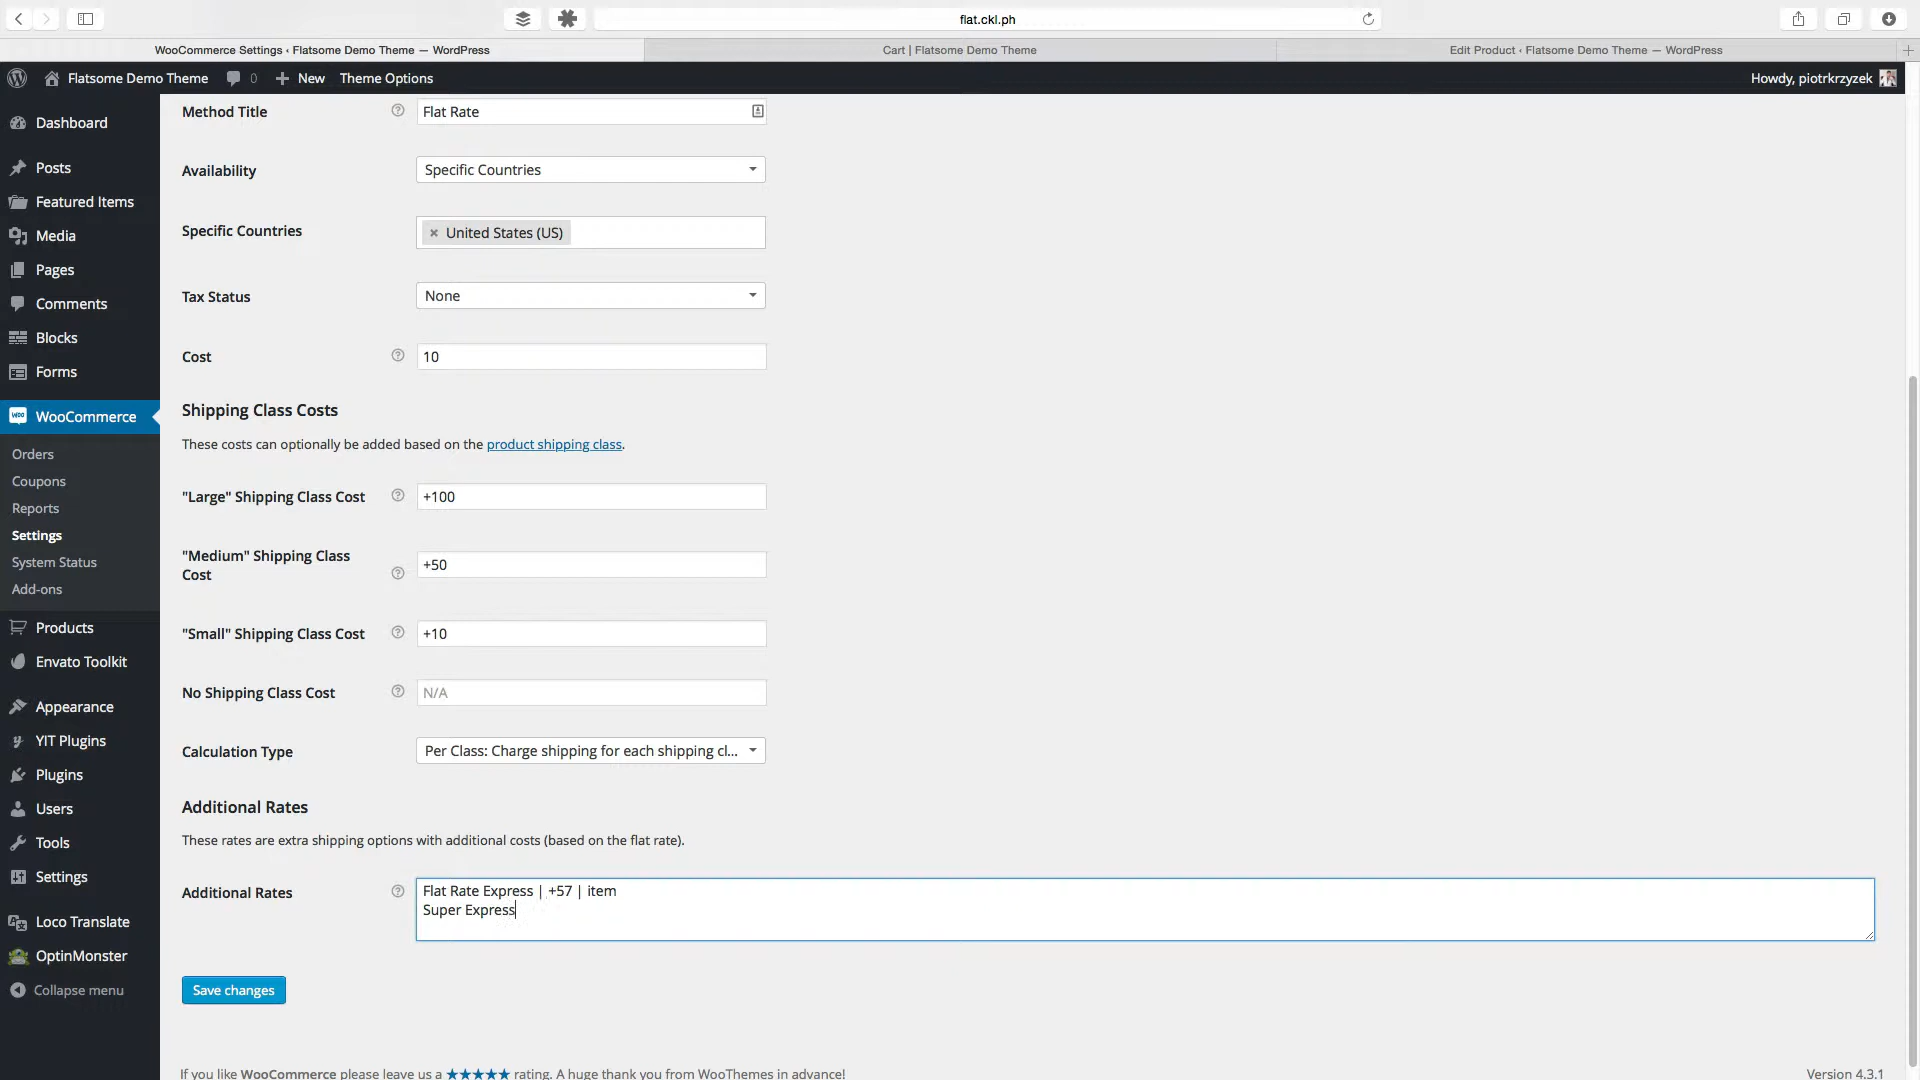 flat.ckl.ph
WooCommerce Settings ‹ Flatsome Demo Theme — WordPress
Cart | Flatsome Demo Theme
Edit Product ‹ Flatsome Demo Theme — WordPress
Flatsome Demo Theme
0
New
Theme Options
Howdy, piotrkrzyzek
Dashboard
Posts
Featured Items
Media
Pages
Comments
Blocks
Forms
WooCommerce
Orders
Coupons
Reports
Settings
System Status
Add-ons
Products
Envato Toolkit
Appearance
YIT Plugins
Plugins
Users
Tools
Settings
Loco Translate
OptinMonster
Collapse menu
Method Title
Flat Rate
Availability
Specific Countries
Specific Countries
× United States (US)
Tax Status
None
Cost
10
Shipping Class Costs
These costs can optionally be added based on the product shipping class.
"Large" Shipping Class Cost
+100
"Medium" Shipping Class
Cost
+50
"Small" Shipping Class Cost
+10
No Shipping Class Cost
N/A
Calculation Type
Per Class: Charge shipping for each shipping cl...
Additional Rates
These rates are extra shipping options with additional costs (based on the flat rate).
Additional Rates
Flat Rate Express | +57 | item
Super Express
Save changes
If you like WooCommerce please leave us a ★★★★★ rating. A huge thank you from WooThemes in advance!
Version 4.3.1